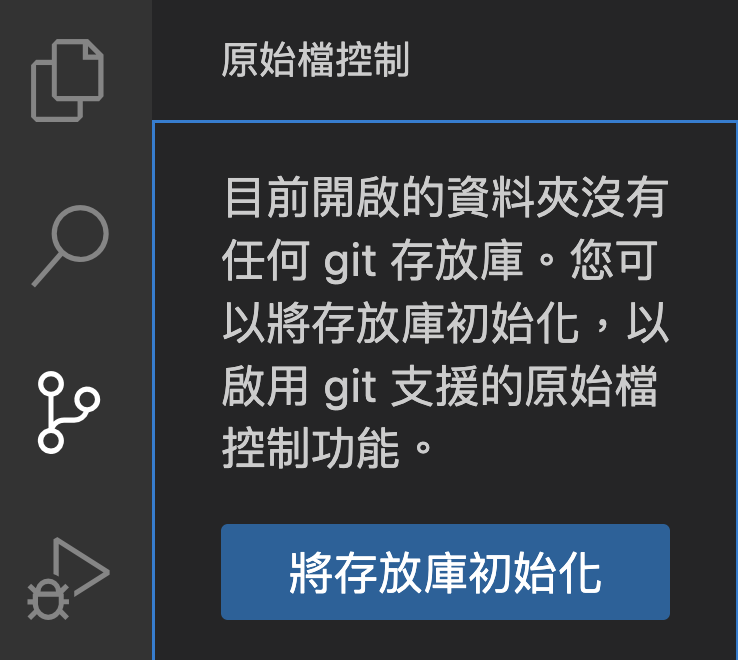 原始檔控制
目前開啟的資料夾沒有
任何 git 存放庫。您可
以將存放庫初始化，以
啟用 git 支援的原始檔
控制功能。
將存放庫初始化